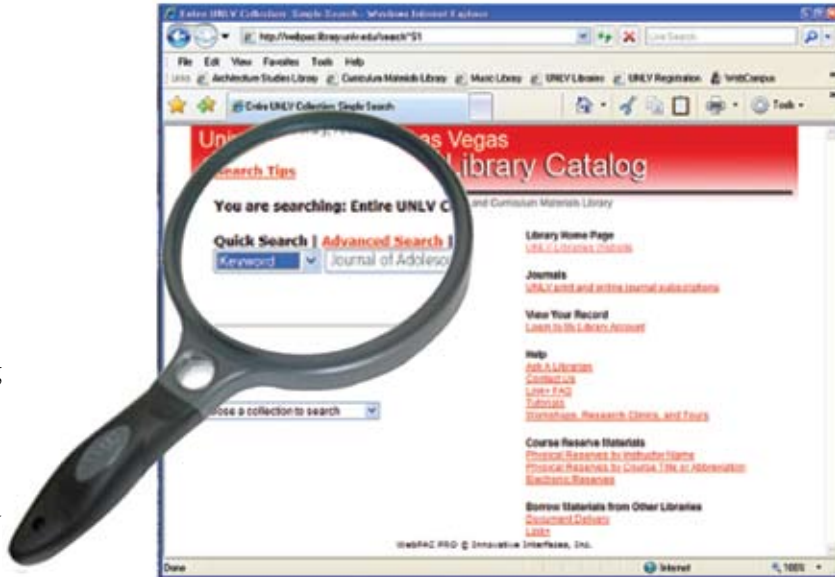 Entire UNLV Collection: Single Search - Windows Internet Explorer
http://webpac.library.unlv.edu/search~S1
Live Search
File Edit View Favorites Tools Help
Links Architecture Studies Library Curriculum Materials Library Music Library UNLV Libraries UNLV Registration WebCampus
Entire UNLV Collection: Single Search
Tools
as Vegas
Library Catalog
Search Tips
You are searching: Entire UNLV C
and Curriculum Materials Library
Quick Search | Advanced Search |
Keyword Journal of Adolesc
ose a collection to search
Library Home Page
UNLV Libraries Website
Journals
UNLV print and online journal subscriptions
View Your Record
Login to My Library Account
Help
Ask A Librarian
Contact Us
Link+ FAQ
Tutorials
Workshops, Research Clinics, and Tours
Course Reserve Materials
Physical Reserves by Instructor Name
Physical Reserves by Course Title or Abbreviation
Electronic Reserves
Borrow Materials from Other Libraries
Document Delivery
Link+
WebPAC PRO © Innovative Interfaces, Inc.
Done Internet 100%